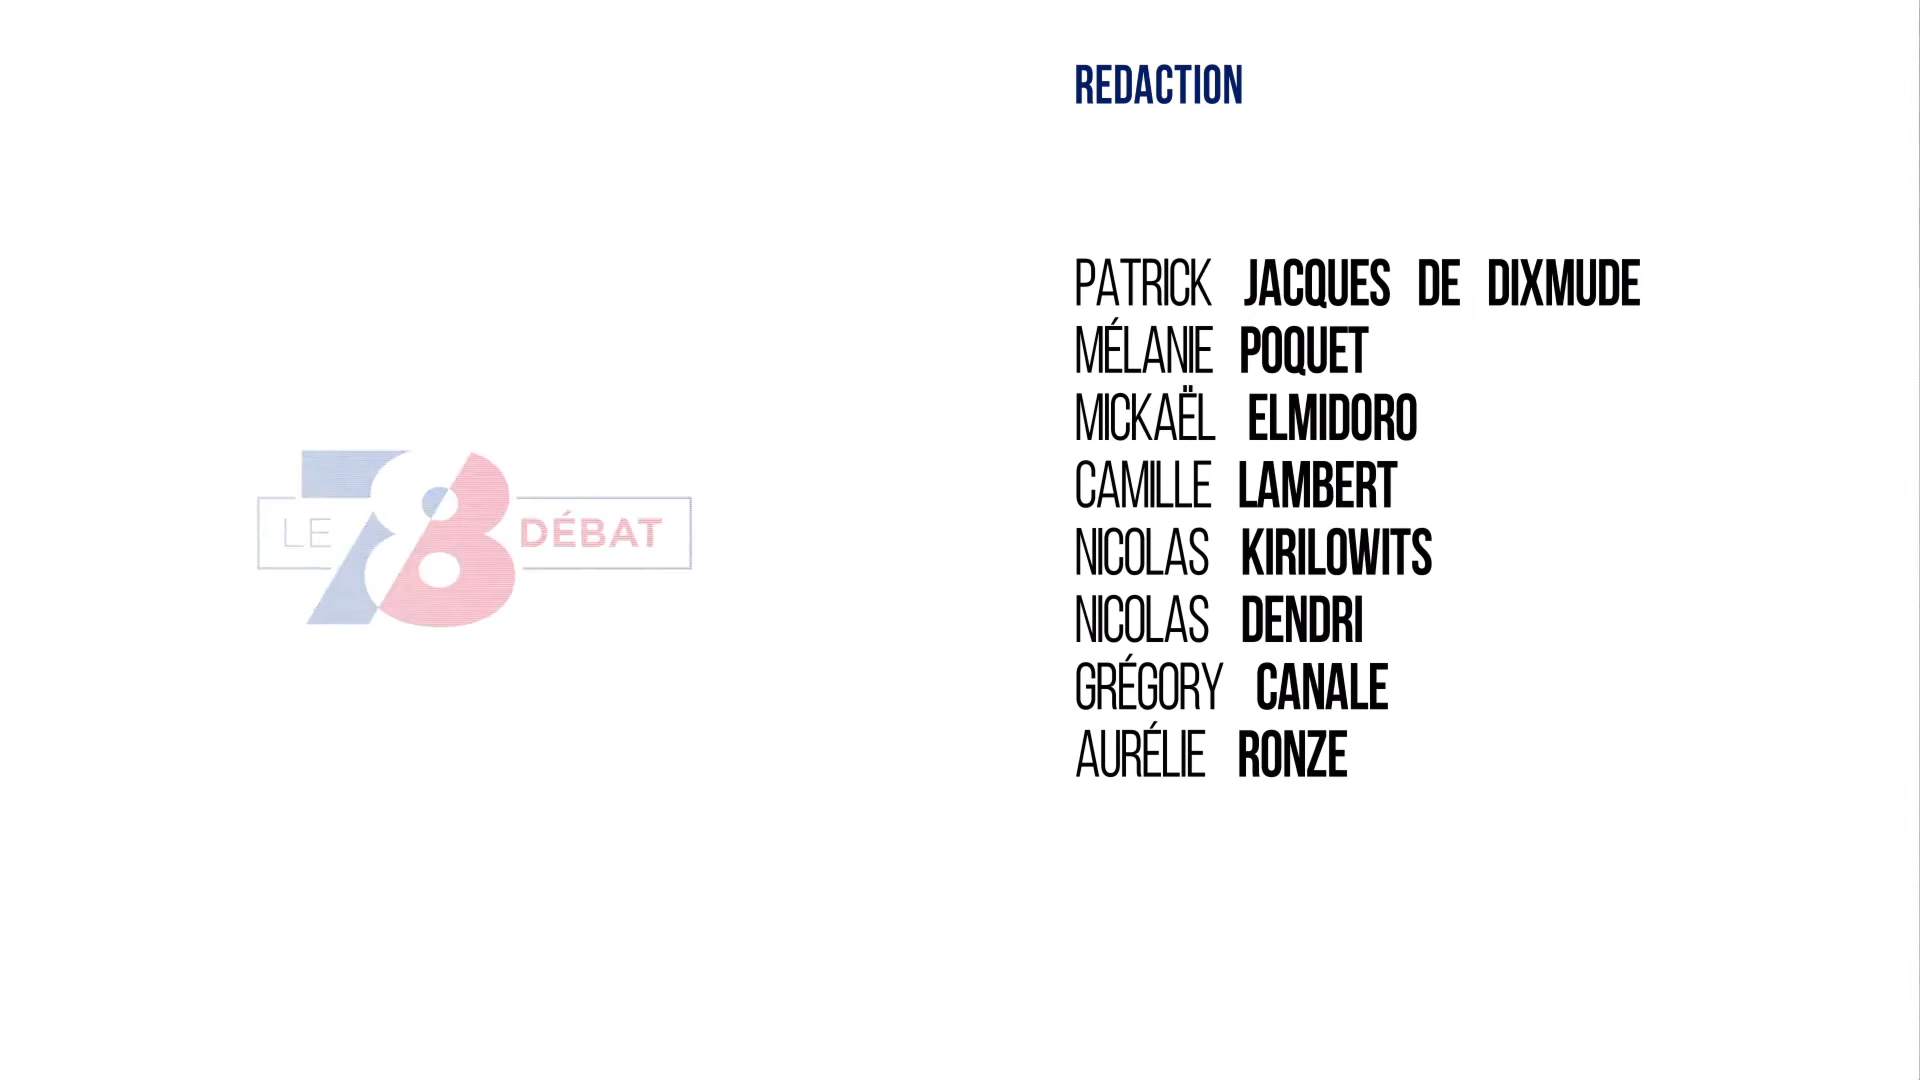 REDACTION
PATRICK JACQUES DE DIXMUDE
MÉLANIE POQUET
MICKAËL ELMIDORO
CAMILLE LAMBERT
NICOLAS KIRILOWITS
NICOLAS DENDRI
GRÉGORY CANALE
AURÉLIE RONZE
LE 78 DÉBAT